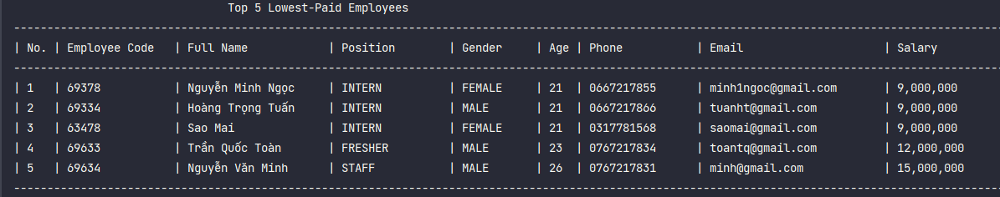 Top 5 Lowest-Paid Employees
----------------------------------------------------------------------------------------------------------------------------------------------------
| No. | Employee Code   | Full Name            | Position        | Gender     | Age | Phone           | Email                     | Salary
----------------------------------------------------------------------------------------------------------------------------------------------------
| 1   | 69378           | Nguyễn Minh Ngọc     | INTERN          | FEMALE     | 21  | 0667217855      | minh1ngoc@gmail.com       | 9,000,000
| 2   | 69334           | Hoàng Trọng Tuấn     | INTERN          | MALE       | 21  | 0667217866      | tuanht@gmail.com          | 9,000,000
| 3   | 63478           | Sao Mai              | INTERN          | FEMALE     | 21  | 0317781568      | saomai@gmail.com          | 9,000,000
| 4   | 69633           | Trần Quốc Toàn       | FRESHER         | MALE       | 23  | 0767217834      | toantq@gmail.com          | 12,000,000
| 5   | 69634           | Nguyễn Văn Minh      | STAFF           | MALE       | 26  | 0767217831      | minh@gmail.com            | 15,000,000
----------------------------------------------------------------------------------------------------------------------------------------------------